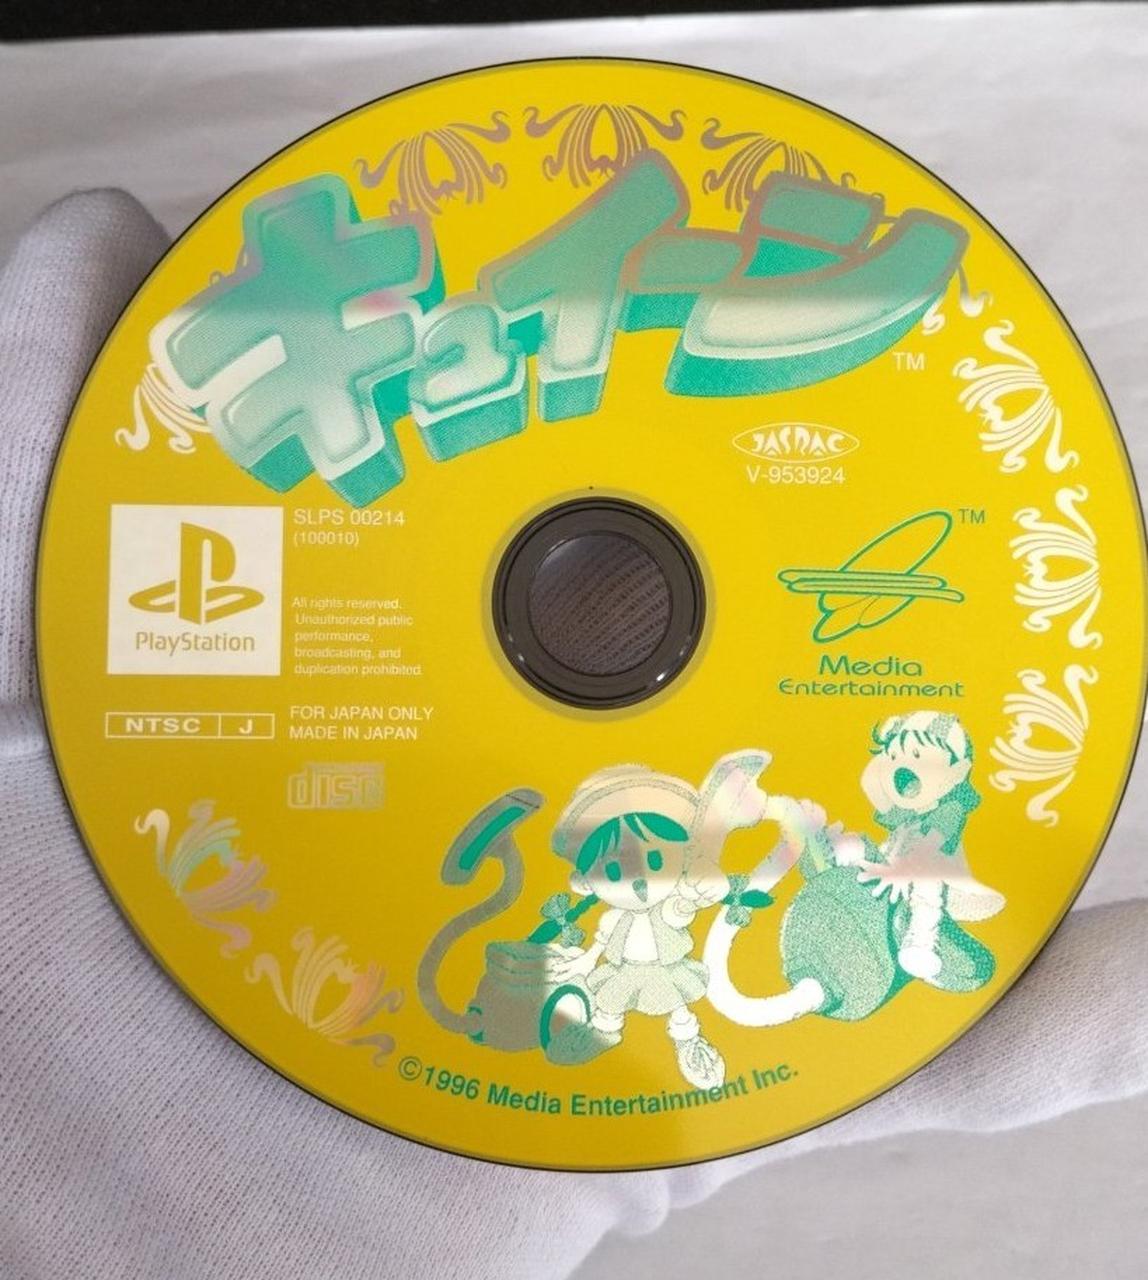 キュイーン
TM
JASRAC
V-953924
SLPS 00214
(100010)
PlayStation
All rights reserved.
Unauthorized public
performance,
broadcasting, and
duplication prohibited.
TM
Media
Entertainment
NTSC J
FOR JAPAN ONLY
MADE IN JAPAN
disc
©1996 Media Entertainment Inc.